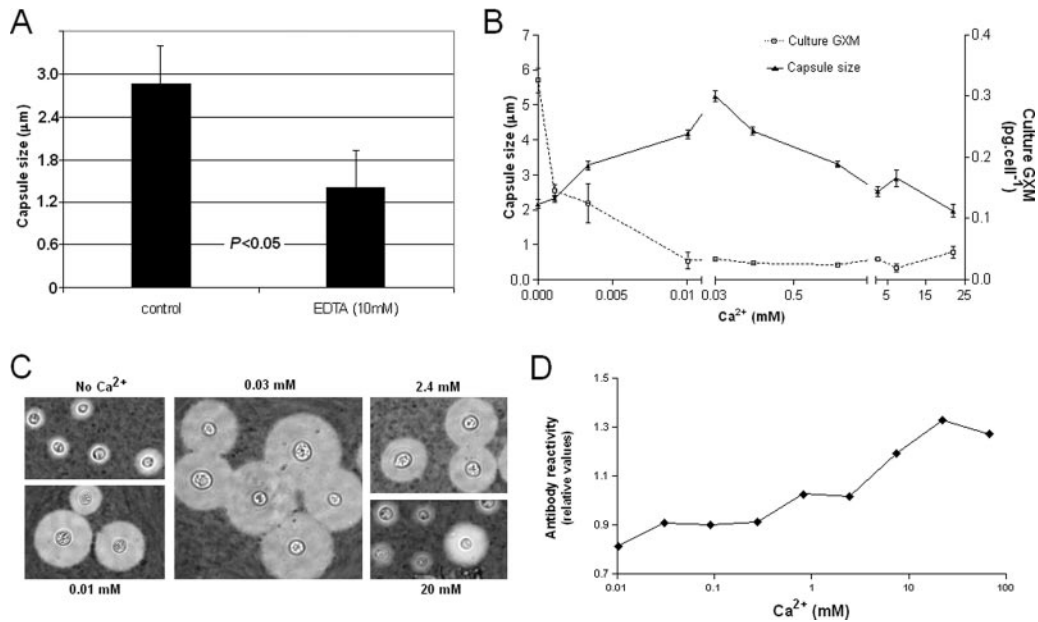 A
Capsule size (μm)
3.0
2.4
1.8
1.2
0.6
0
P<0.05
control
EDTA (10mM)
B
Capsule size (μm)
7
6
5
4
3
2
1
0.0
Culture GXM
Capsule size
0.4
0.3
0.2
0.1
0.0
Culture GXM
(pg.cell-1)
0.000
0.005
0.01
0.03
0.5
5
15
25
Ca2+ (mM)
C
No Ca2+
0.03 mM
2.4 mM
0.01 mM
20 mM
D
Antibody reactivity
(relative values)
1.5
1.3
1.1
0.9
0.7
0.01
0.1
1
10
100
Ca2+ (mM)